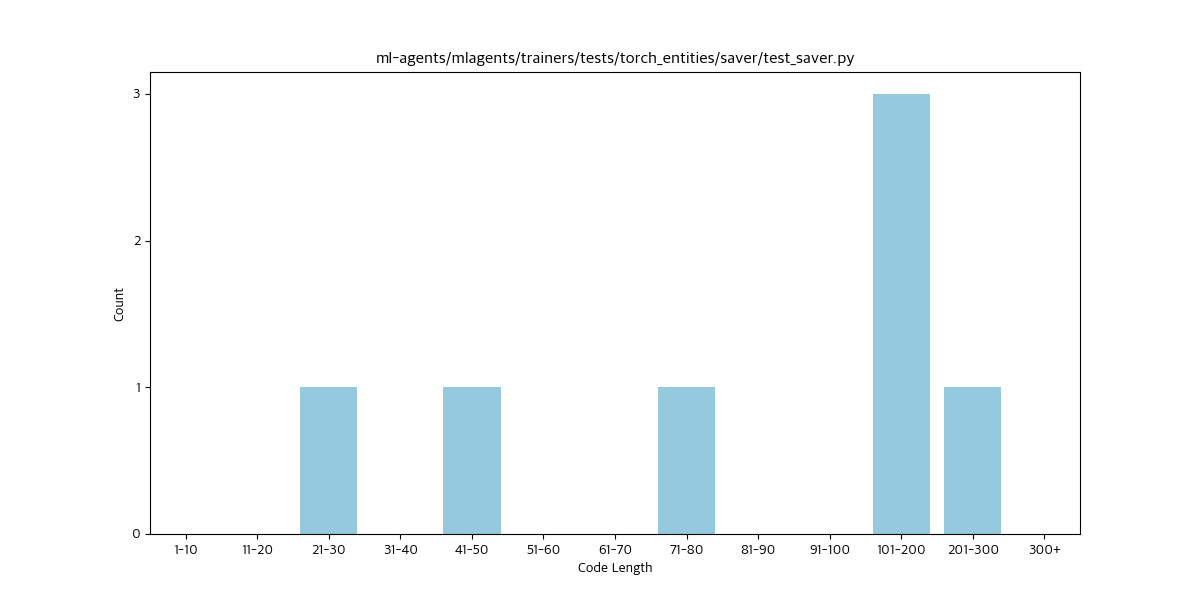 ml-agents/mlagents/trainers/tests/torch_entities/saver/test_saver.py
3
2
1
0
Count
1-10 11-20 21-30 31-40 41-50 51-60 61-70 71-80 81-90 91-100 101-200 201-300 300+
Code Length